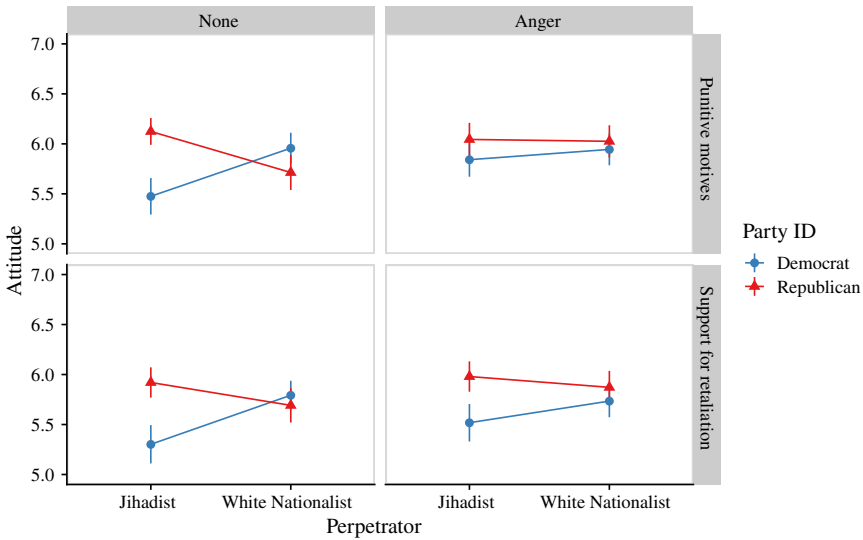 None Anger
7.0
6.5
6.0
5.5
5.0
Punitive motives
7.0
6.5
6.0
5.5
5.0
Support for retaliation
Attitude
Jihadist White Nationalist Jihadist White Nationalist
Perpetrator
Party ID
Democrat
Republican